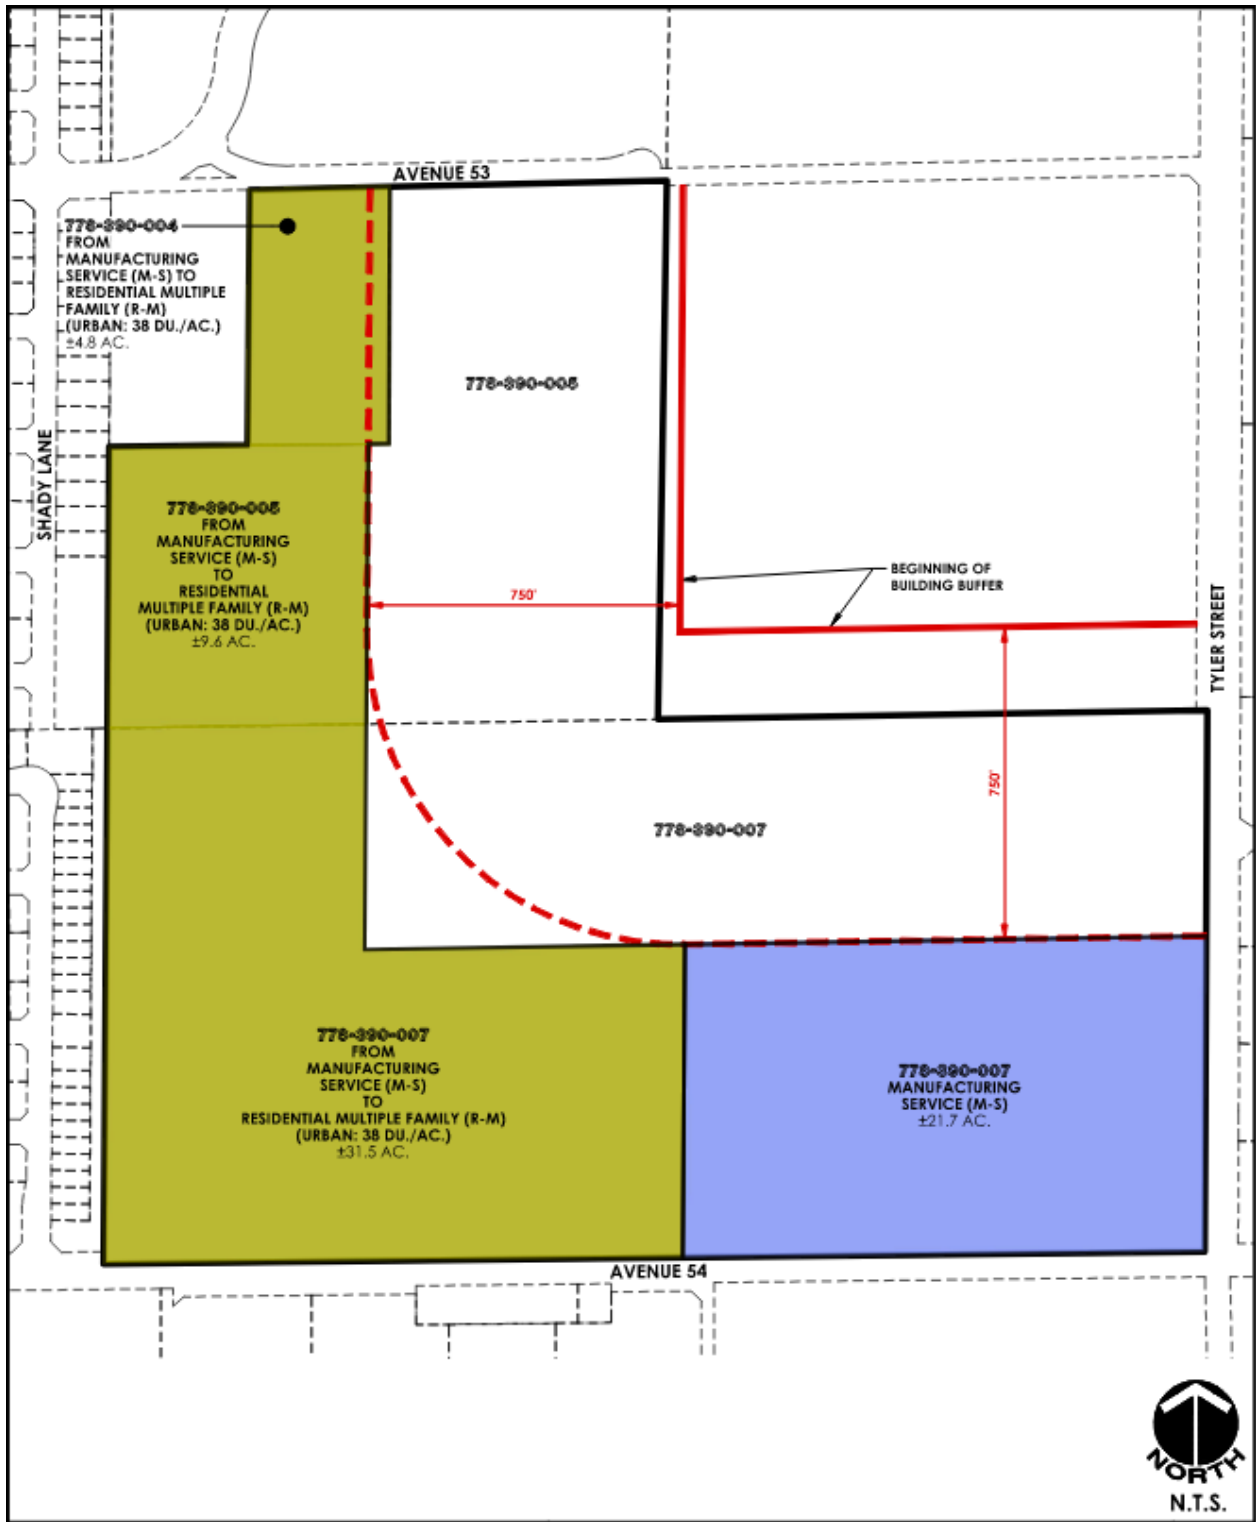 AVENUE 53
778-390-004
FROM
MANUFACTURING
SERVICE (M-S) TO
RESIDENTIAL MULTIPLE
FAMILY (R-M)
(URBAN: 38 DU./AC.)
±4.8 AC.
778-390-005
SHADY LANE
778-390-005
FROM
MANUFACTURING
SERVICE (M-S)
TO
RESIDENTIAL
MULTIPLE FAMILY (R-M)
(URBAN: 38 DU./AC.)
±9.6 AC.
750'
BEGINNING OF
BUILDING BUFFER
TYLER STREET
750'
778-390-007
778-390-007
FROM
MANUFACTURING
SERVICE (M-S)
TO
RESIDENTIAL MULTIPLE FAMILY (R-M)
(URBAN: 38 DU./AC.)
±31.5 AC.
778-390-007
MANUFACTURING
SERVICE (M-S)
±21.7 AC.
AVENUE 54
NORTH
N.T.S.